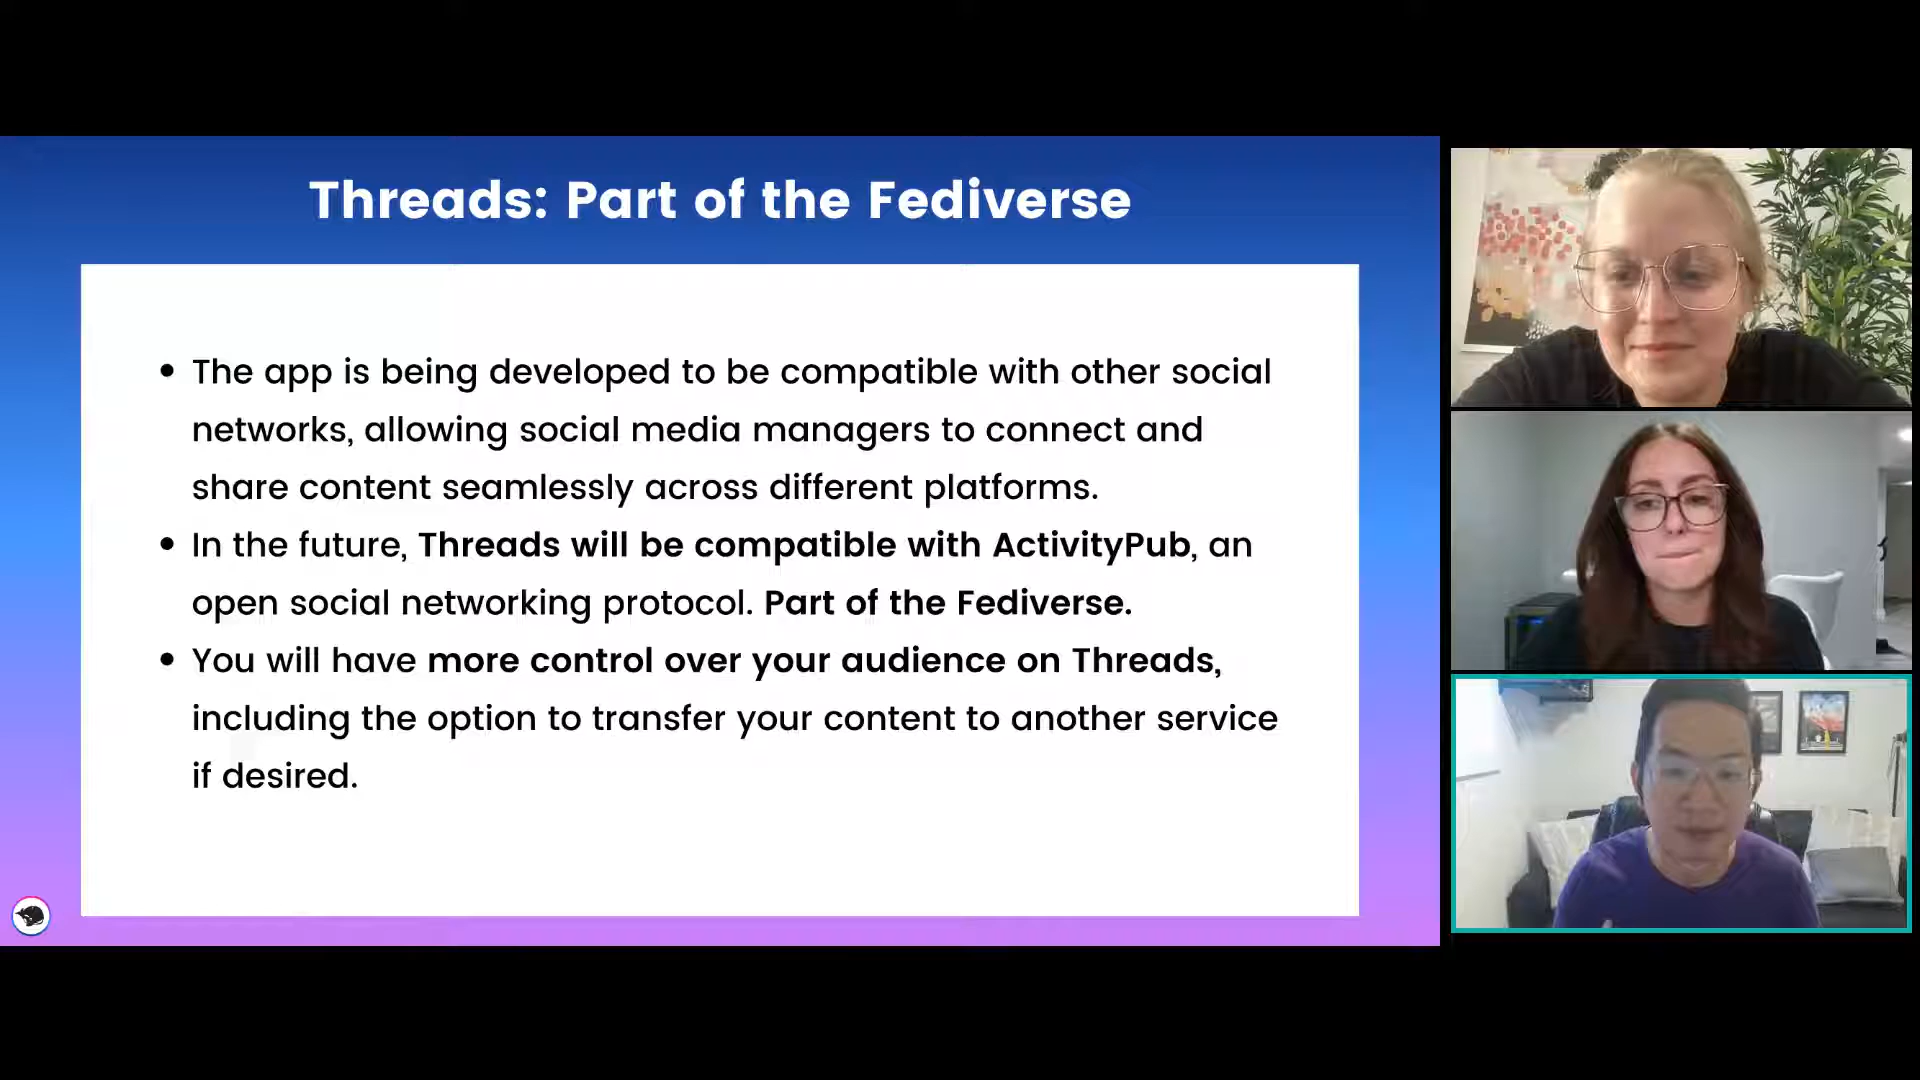 Threads: Part of the Fediverse
• The app is being developed to be compatible with other social
networks, allowing social media managers to connect and
share content seamlessly across different platforms.
• In the future, Threads will be compatible with ActivityPub, an
open social networking protocol. Part of the Fediverse.
• You will have more control over your audience on Threads,
including the option to transfer your content to another service
if desired.